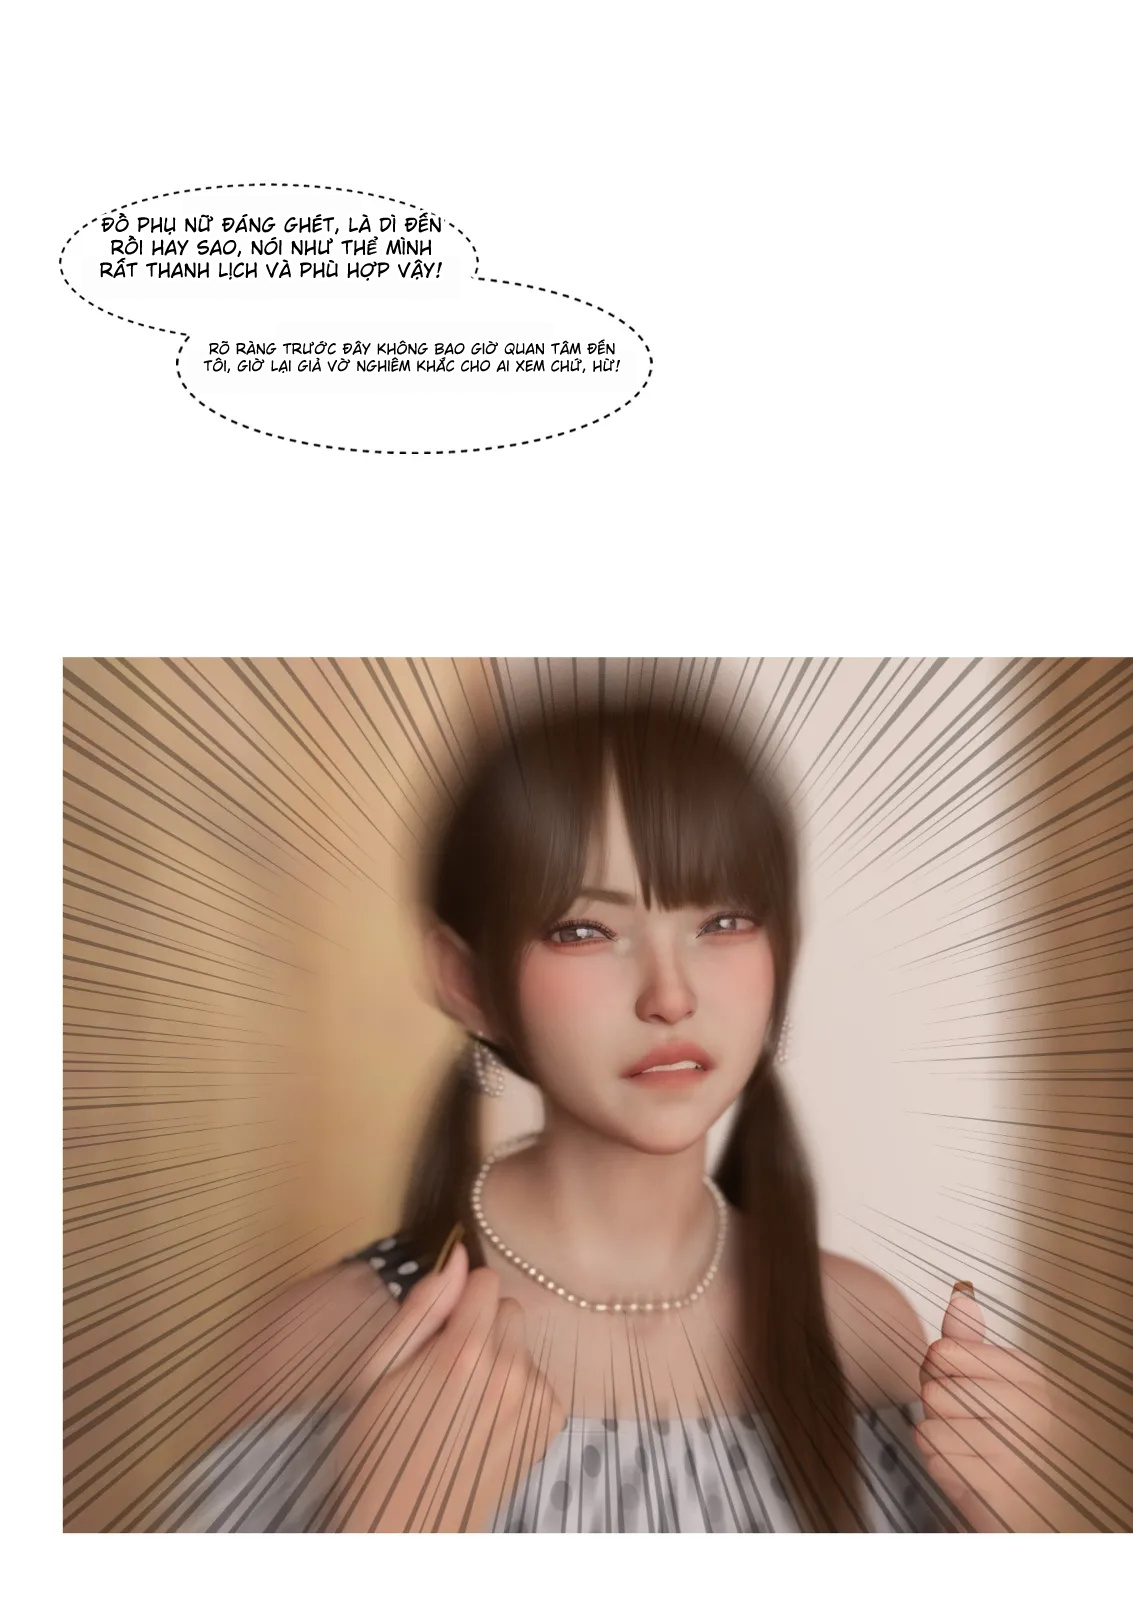 ĐỒ PHỤ NỮ ĐÁNG GHÉT, LÀ DÌ ĐẾN
RỒI HAY SAO, NÓI NHƯ THỂ MÌNH
RẤT THANH LỊCH VÀ PHÙ HỢP VẬY!
RÕ RÀNG TRƯỚC ĐÂY KHÔNG BAO GIỜ QUAN TÂM ĐẾN
TÔI, GIỜ LẠI GIẢ VỜ NGHIÊM KHẮC CHO AI XEM CHỨ, HỪ!